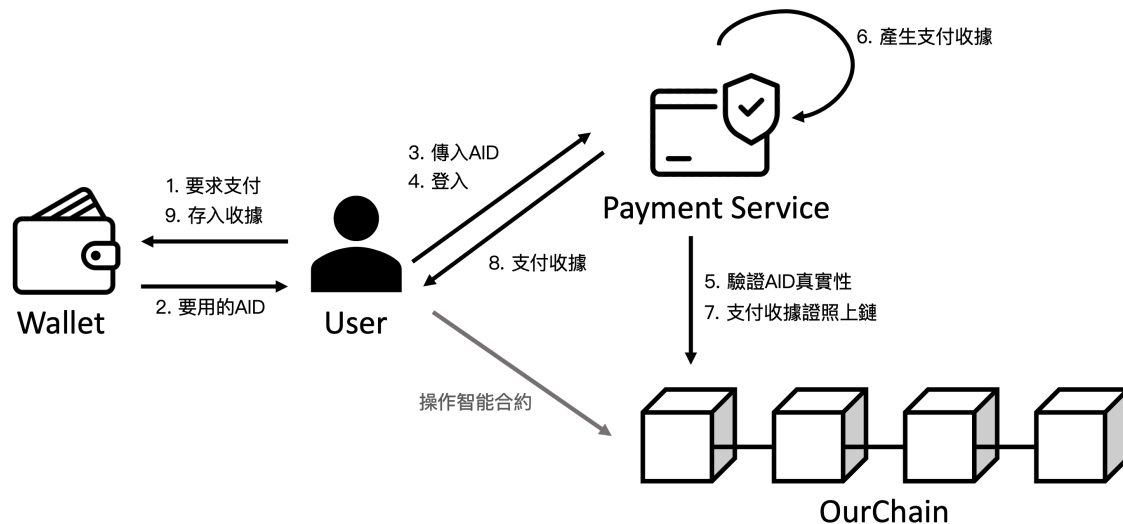 6. 產生支付收據
3. 傳入AID
4. 登入
1. 要求支付
9. 存入收據
Payment Service
8. 支付收據
2. 要用的AID
5. 驗證AID真實性
7. 支付收據證照上鏈
Wallet
User
操作智能合約
OurChain